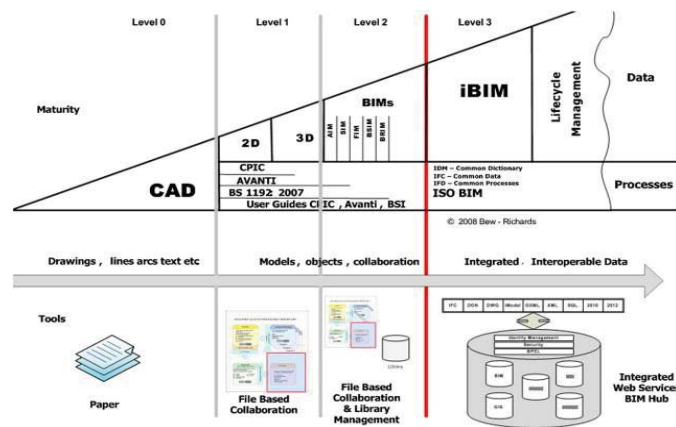 Level 0
Level 1
Level 2
Level 3
Maturity
CAD
2D
3D
BIMs
AIM
SIM
FIM
BSIM
BRIM
iBIM
Lifecycle
Management
Data
Processes
CPIC
AVANTI
BS 1192: 2007
User Guides CPIC , Avanti , BSI
IDM – Common Dictionary
IFC – Common Data
IFD – Common Processes
ISO BIM
© 2008 Bew - Richards
Drawings , lines arcs text etc
Models , objects , collaboration
Integrated , Interoperable Data
Tools
Paper
File Based
Collaboration
Library
File Based
Collaboration
& Library
Management
IFC
DGN
DWG
XML
SQL
2010
2012
Identity Management
Security
BPEL
BIM
GIS
Integrated
Web Services
BIM Hub